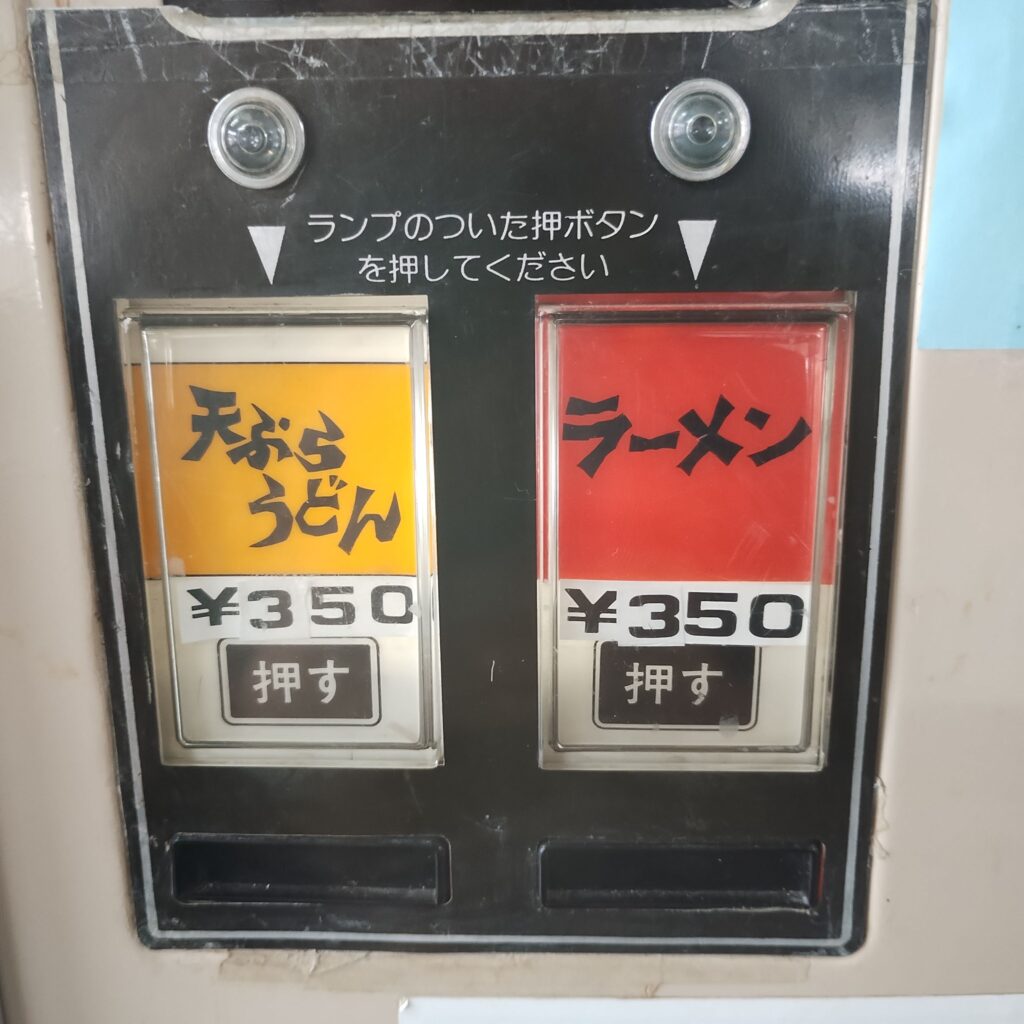 ランプのついた押ボタン
を押してください
天ぷら
うどん
¥350
押す
ラーメン
¥350
押す